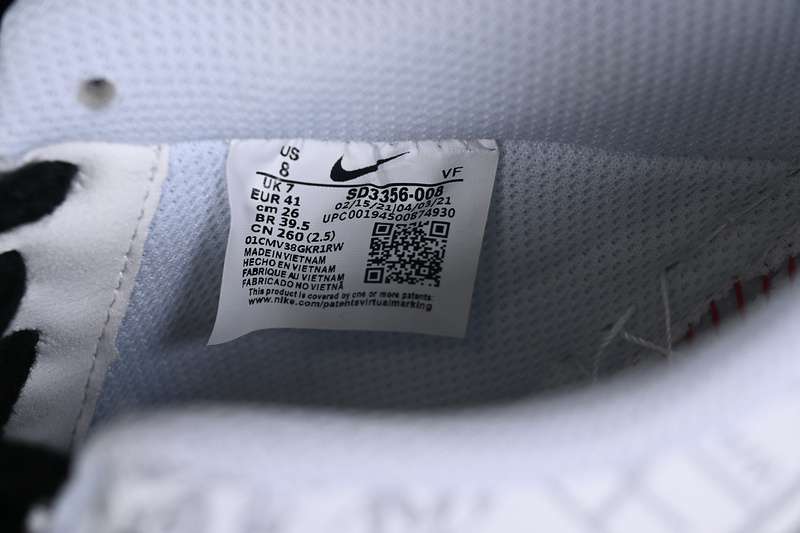 US
8
UK 7
EUR 41
cm 26
BR 39.5
CN 260 (2.5)
01CMV38GKR1RW
MADE IN VIETNAM
HECHO EN VIETNAM
FABRIQUE AU VIETNAM
FABRICADO NO VIETNÃ
This product is covered by one or more patents:
www.nike.com/patentsvirtualmarking
VF
SD3356-008
02/15/21|04/03/21
UPC00194500874930